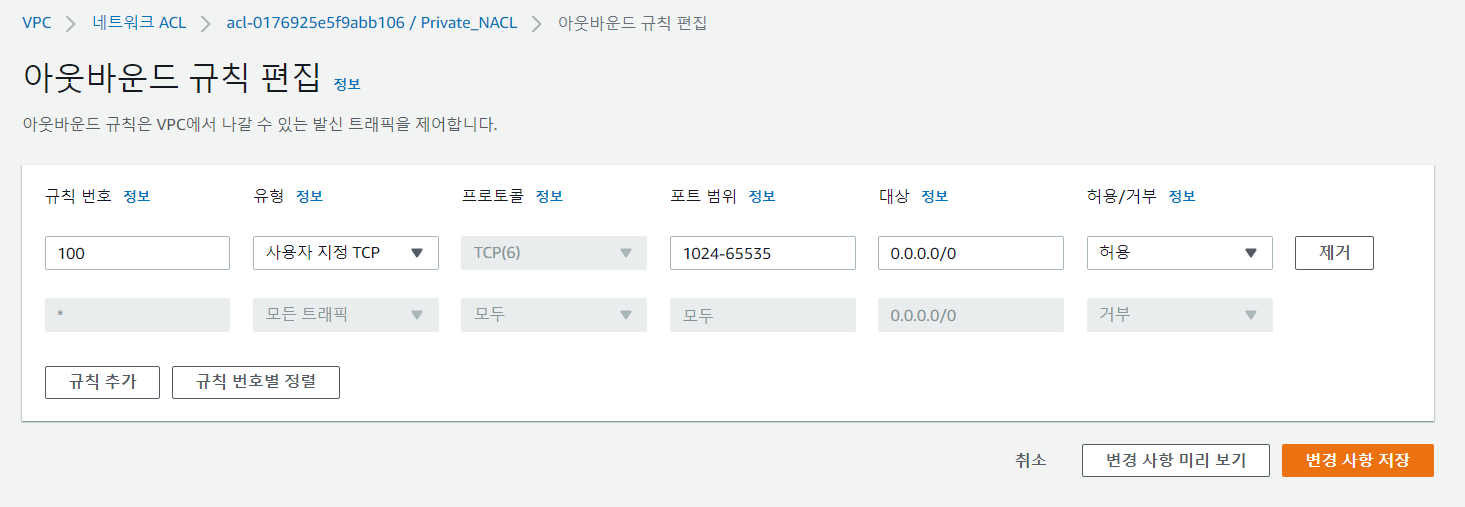 VPC > 네트워크 ACL > acl-0176925e5f9abb106 / Private_NACL > 아웃바운드 규칙 편집
아웃바운드 규칙 편집 정보
아웃바운드 규칙은 VPC에서 나갈 수 있는 발신 트래픽을 제어합니다.
규칙 번호 정보 유형 정보 프로토콜 정보 포트 범위 정보 대상 정보 허용/거부 정보
100 사용자 지정 TCP TCP(6) 1024-65535 0.0.0.0/0 허용 제거
* 모든 트래픽 모두 모두 0.0.0.0/0 거부
규칙 추가 규칙 번호별 정렬
취소 변경 사항 미리 보기 변경 사항 저장